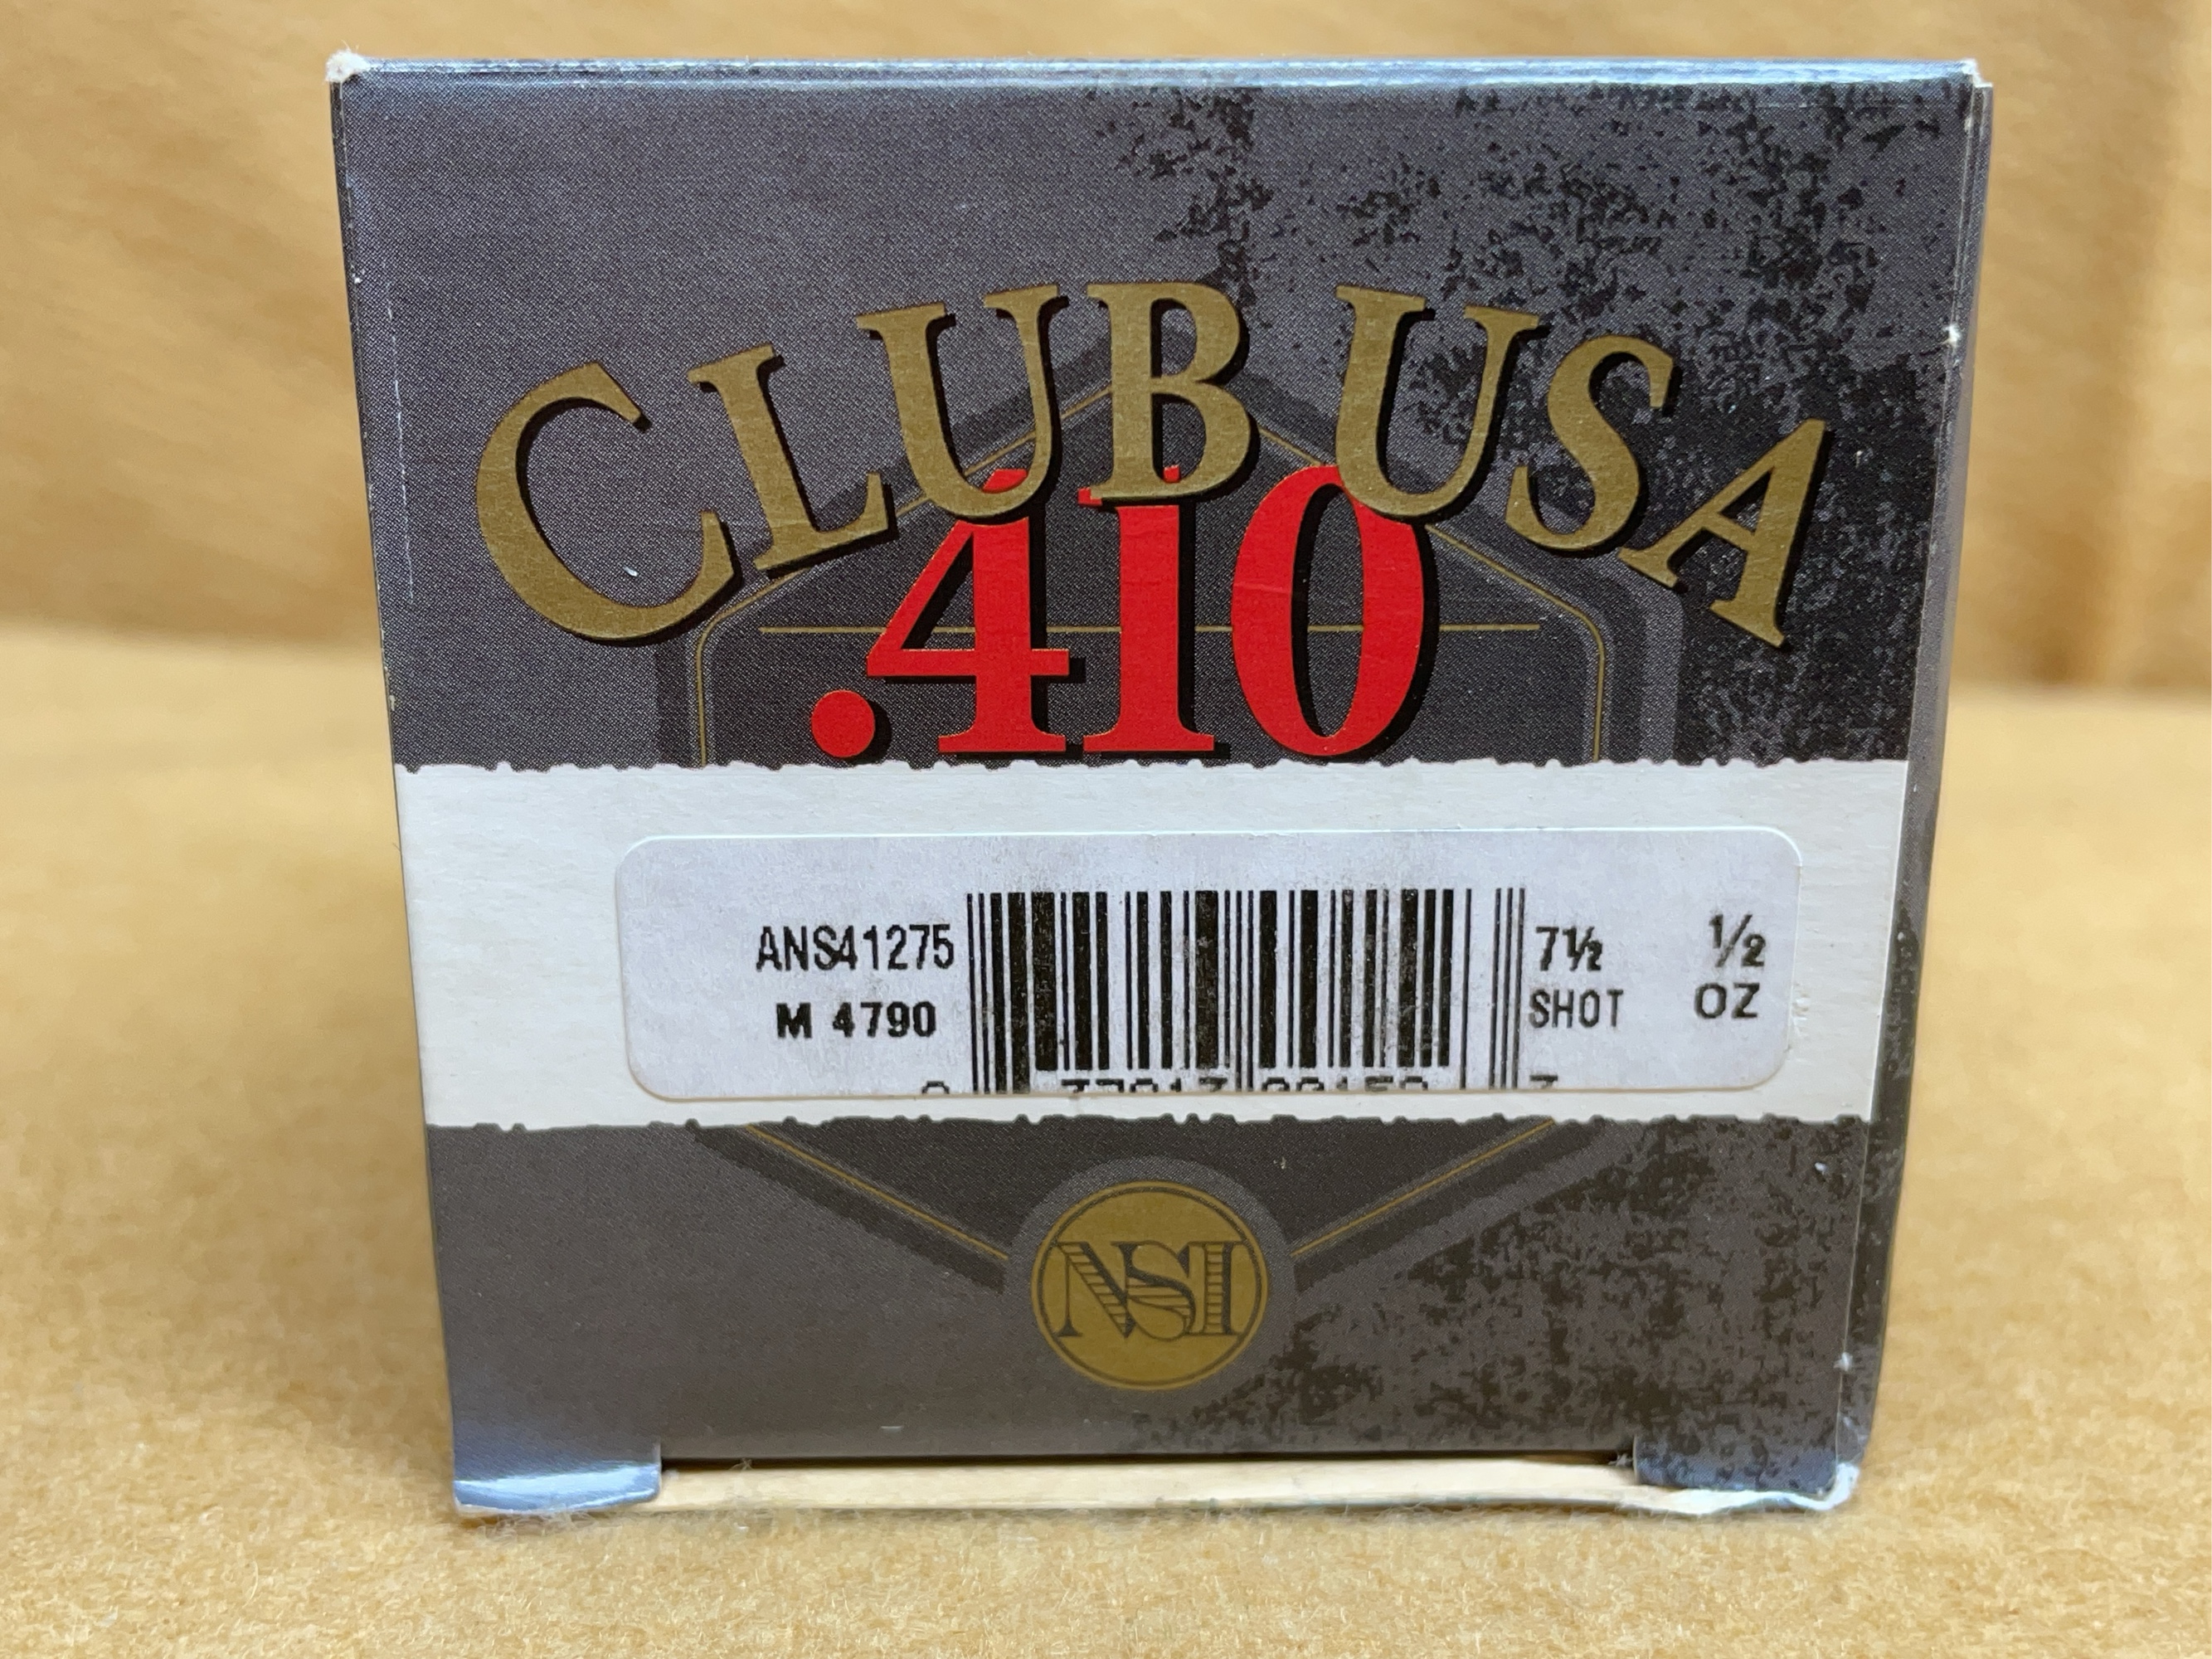 CLUB USA
.410
ANS41275
M 4790
7½
SHOT
½
OZ
NSI